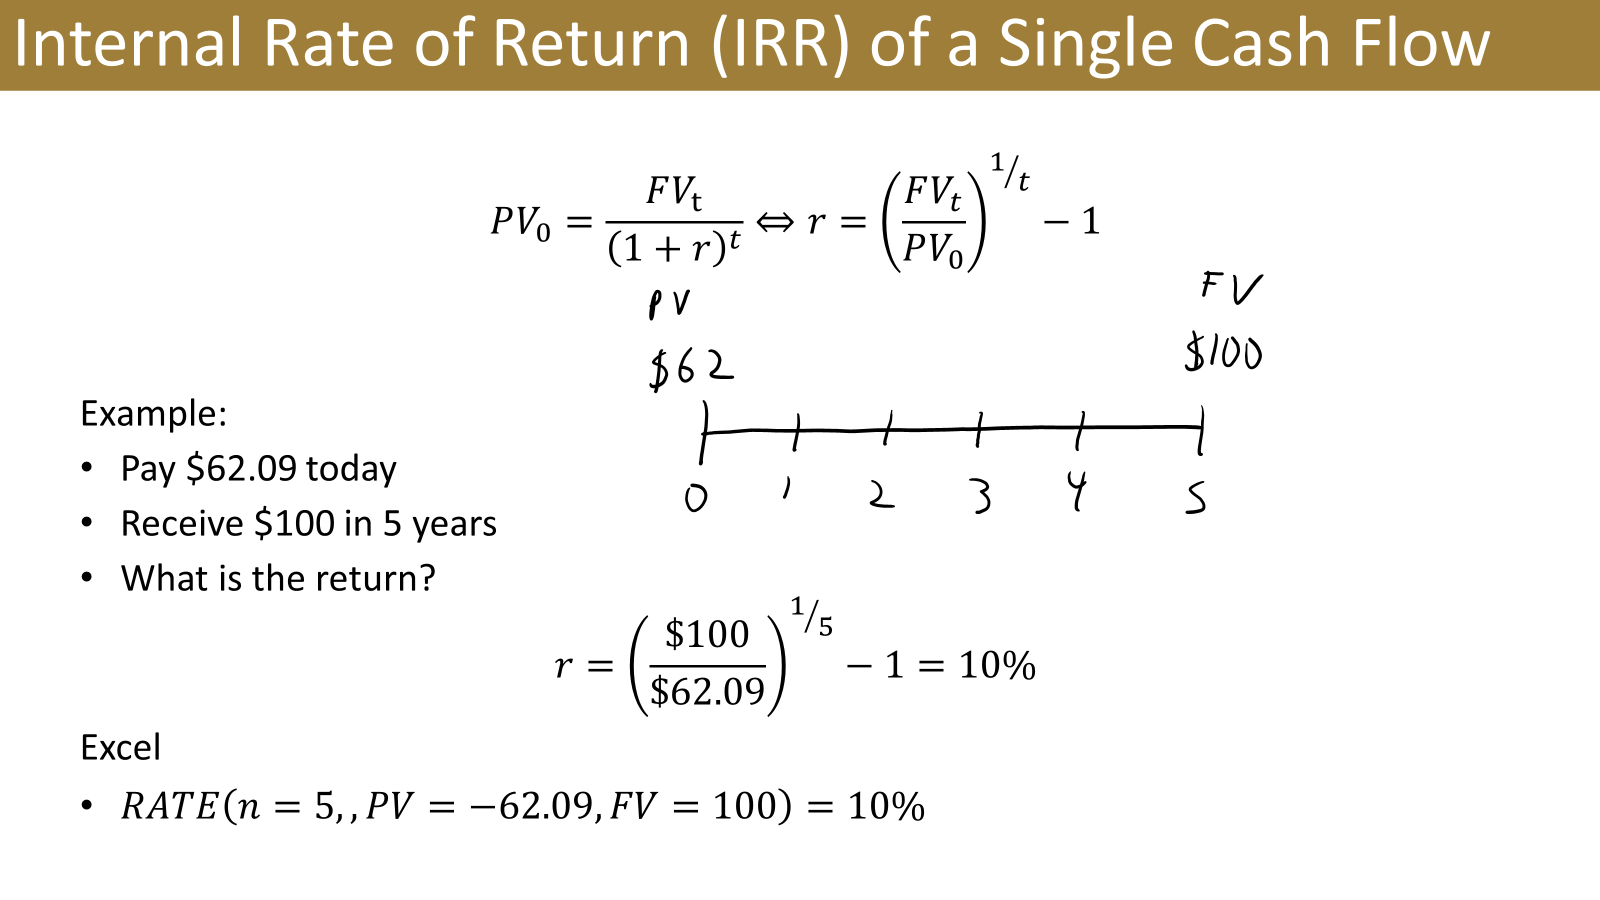 Internal Rate of Return (IRR) of a Single Cash Flow
PV₀ = FVₜ / (1 + r)ᵗ ⇔ r = (FVₜ / PV₀)^(1/t) − 1
PV FV
$62 $100
Example:
• Pay $62.09 today
0 1 2 3 4 5
• Receive $100 in 5 years
• What is the return?
r = ($100 / $62.09)^(1/5) − 1 = 10%
Excel
• RATE(n = 5, , PV = −62.09, FV = 100) = 10%